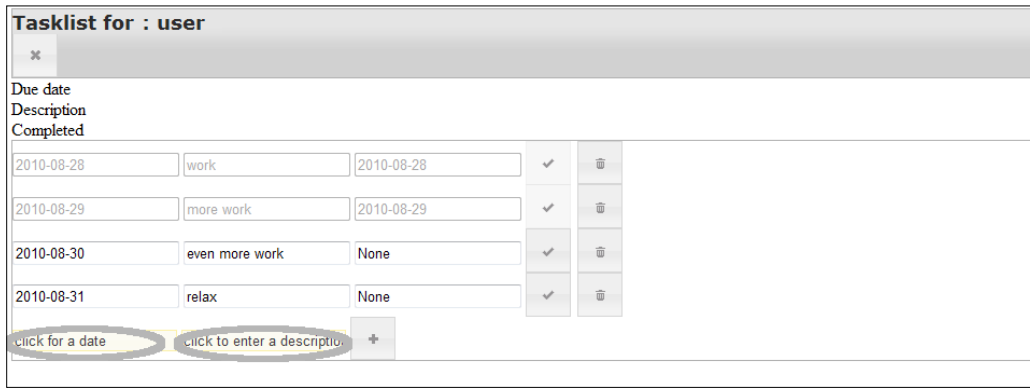 Tasklist for : user
Due date
Description
Completed
2010-08-28 work 2010-08-28
2010-08-29 more work 2010-08-29
2010-08-30 even more work None
2010-08-31 relax None
click for a date click to enter a descriptio